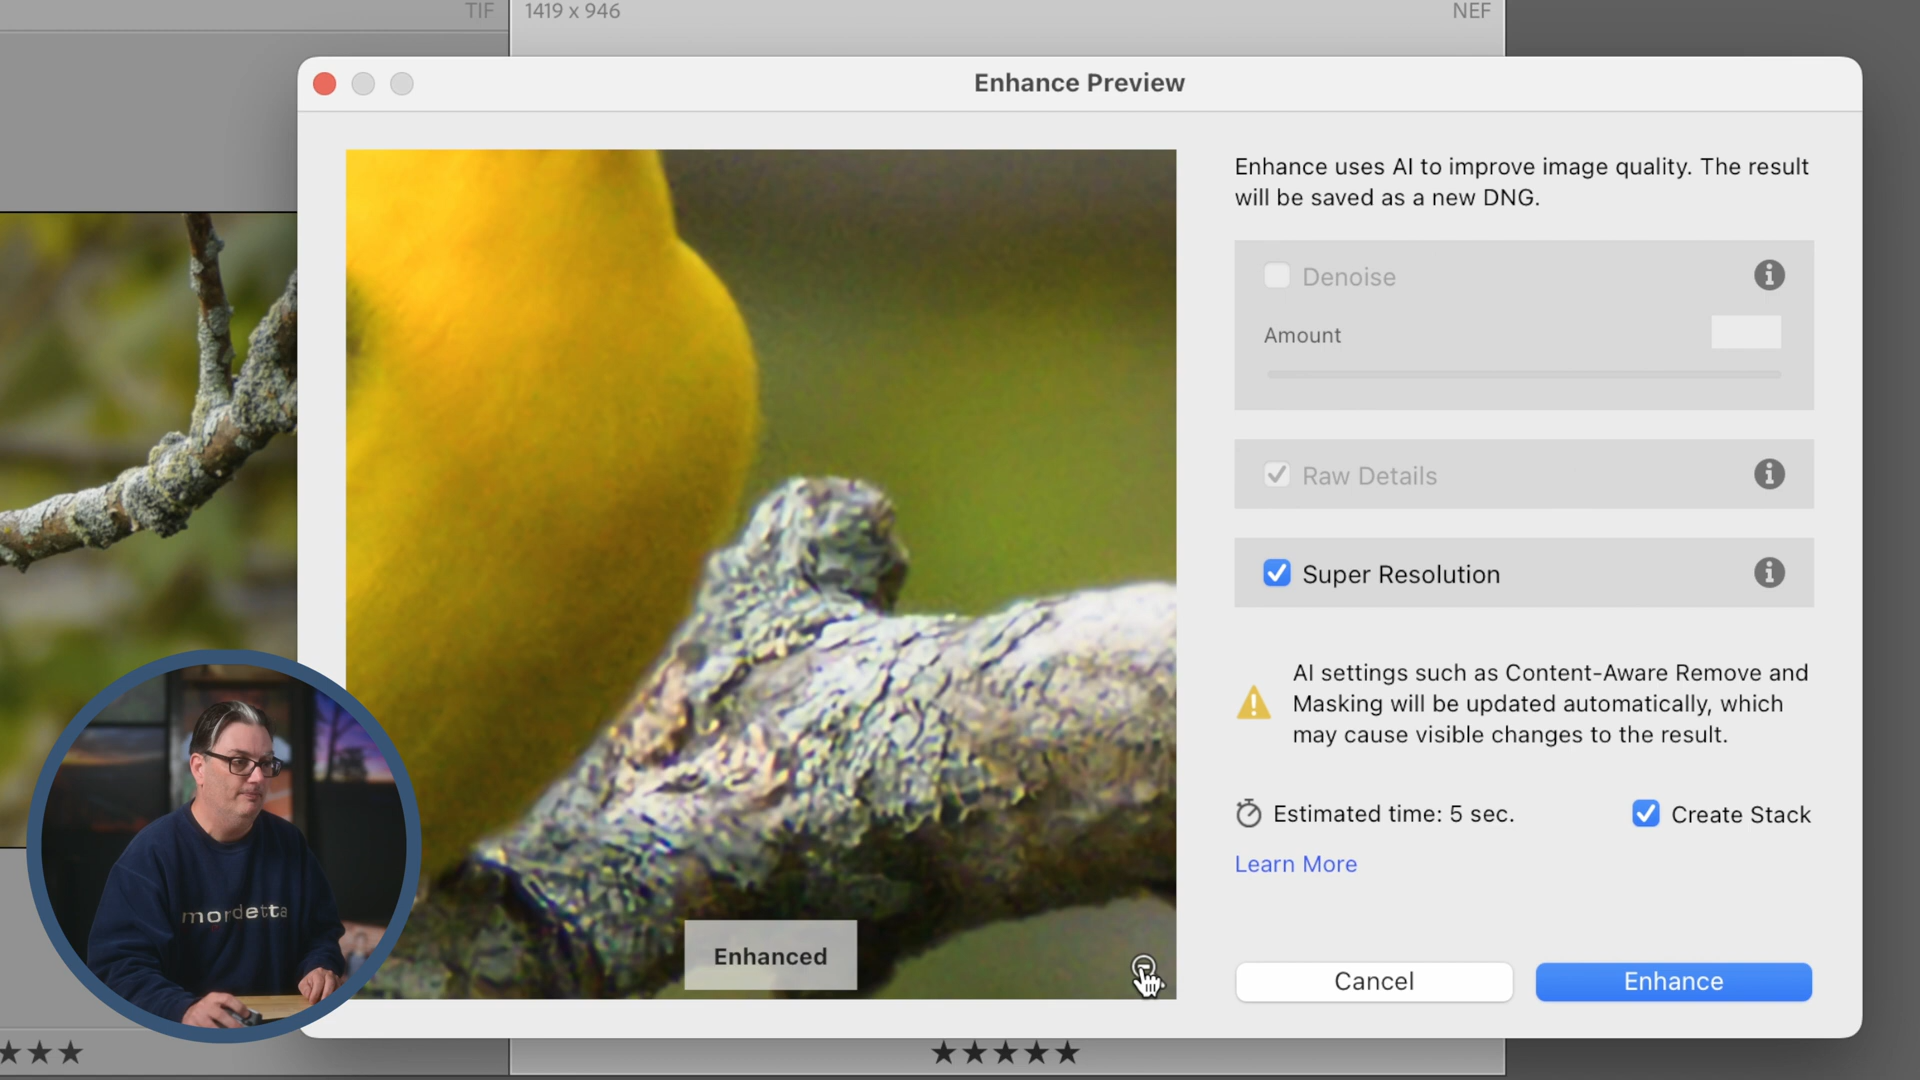 TIF
1419 x 946
NEF
Enhance Preview
Enhance uses AI to improve image quality. The result
will be saved as a new DNG.
Denoise
Amount
Raw Details
Super Resolution
AI settings such as Content-Aware Remove and
Masking will be updated automatically, which
may cause visible changes to the result.
Estimated time: 5 sec.
Create Stack
Learn More
Enhanced
Cancel
Enhance
mordetta